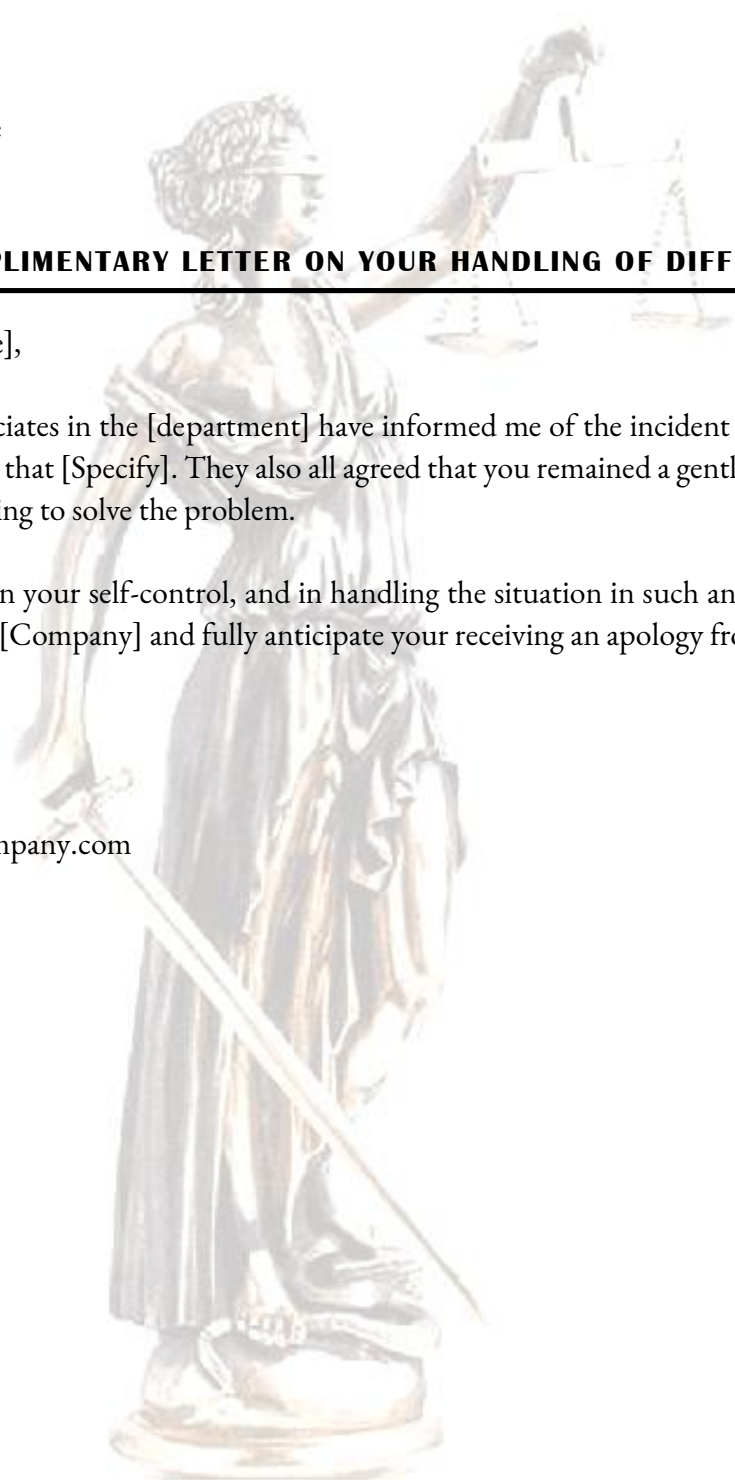 PLIMENTARY LETTER ON YOUR HANDLING OF DIFF
e],
ciates in the [department] have informed me of the incident
that [Specify]. They also all agreed that you remained a gentl
ing to solve the problem.
n your self-control, and in handling the situation in such an
[Company] and fully anticipate your receiving an apology fro
mpany.com